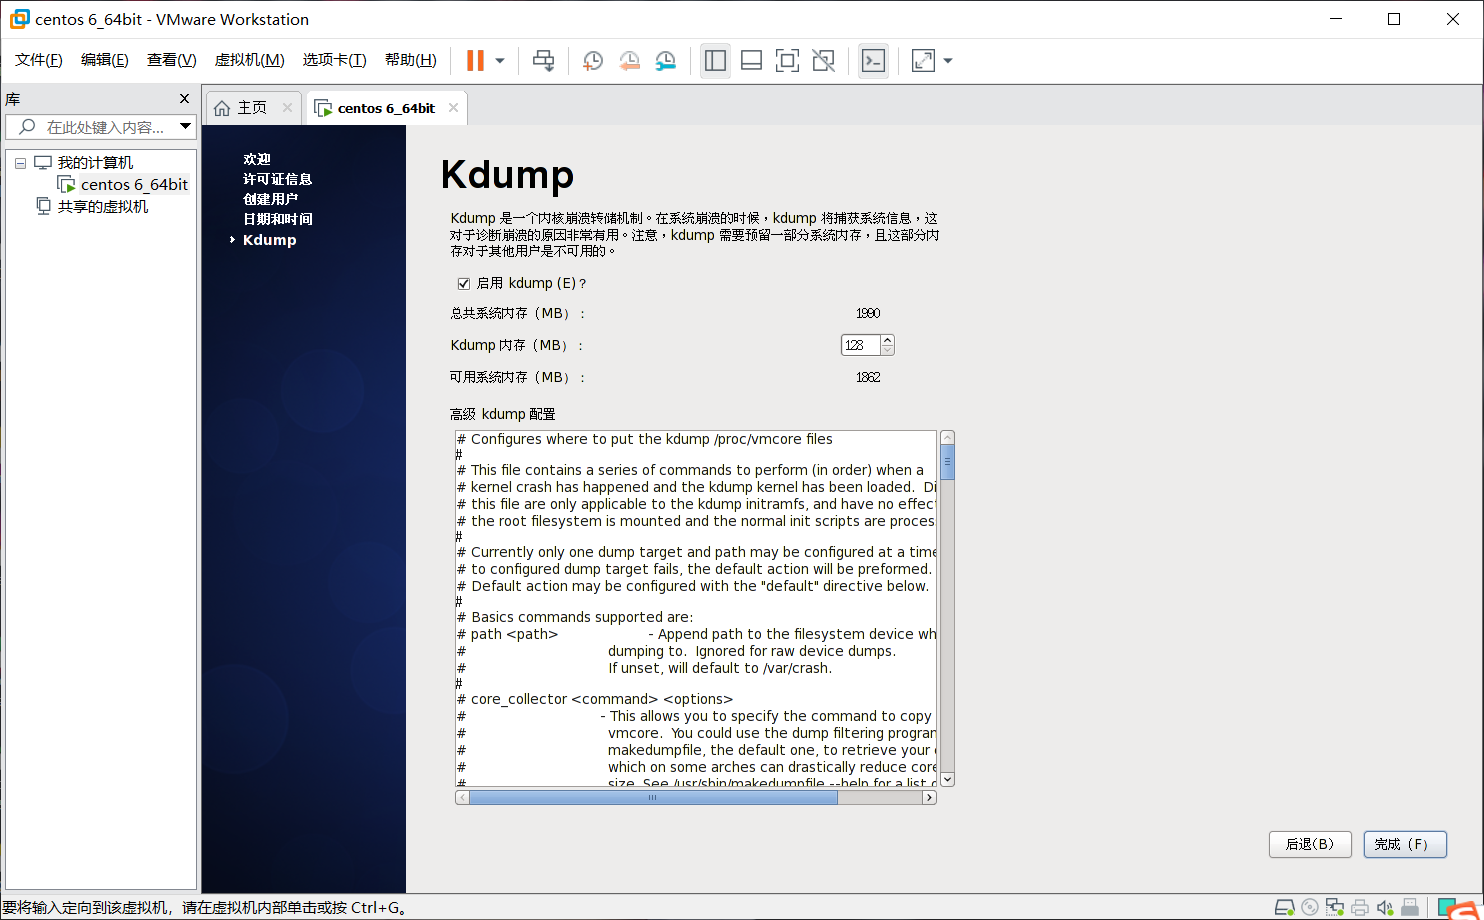 centos 6_64bit - VMware Workstation
文件(F) 编辑(E) 查看(V) 虚拟机(M) 选项卡(T) 帮助(H)
库
在此处键入内容...
我的计算机
centos 6_64bit
共享的虚拟机
主页
centos 6_64bit
欢迎
许可证信息
创建用户
日期和时间
Kdump
Kdump
Kdump 是一个内核崩溃转储机制。在系统崩溃的时候，kdump 将捕获系统信息，这
对于诊断崩溃的原因非常有用。注意，kdump 需要预留一部分系统内存，且这部分内
存对于其他用户是不可用的。
启用 kdump (E)？
总共系统内存（MB）： 1990
Kdump 内存（MB）： 128
可用系统内存（MB）： 1862
高级 kdump 配置
# Configures where to put the kdump /proc/vmcore files
#
# This file contains a series of commands to perform (in order) when a
# kernel crash has happened and the kdump kernel has been loaded.  Di
# this file are only applicable to the kdump initramfs, and have no effec
# the root filesystem is mounted and the normal init scripts are proces
#
# Currently only one dump target and path may be configured at a time
# to configured dump target fails, the default action will be preformed.
# Default action may be configured with the "default" directive below.
#
# Basics commands supported are:
# path <path> - Append path to the filesystem device wh
# dumping to.  Ignored for raw device dumps.
# If unset, will default to /var/crash.
#
# core_collector <command> <options>
# - This allows you to specify the command to copy
# vmcore.  You could use the dump filtering program
# makedumpfile, the default one, to retrieve your
# which on some arches can drastically reduce core
# size. See /usr/sbin/makedumpfile --help for a list
后退(B) 完成（F）
要将输入定向到该虚拟机，请在虚拟机内部单击或按 Ctrl+G。